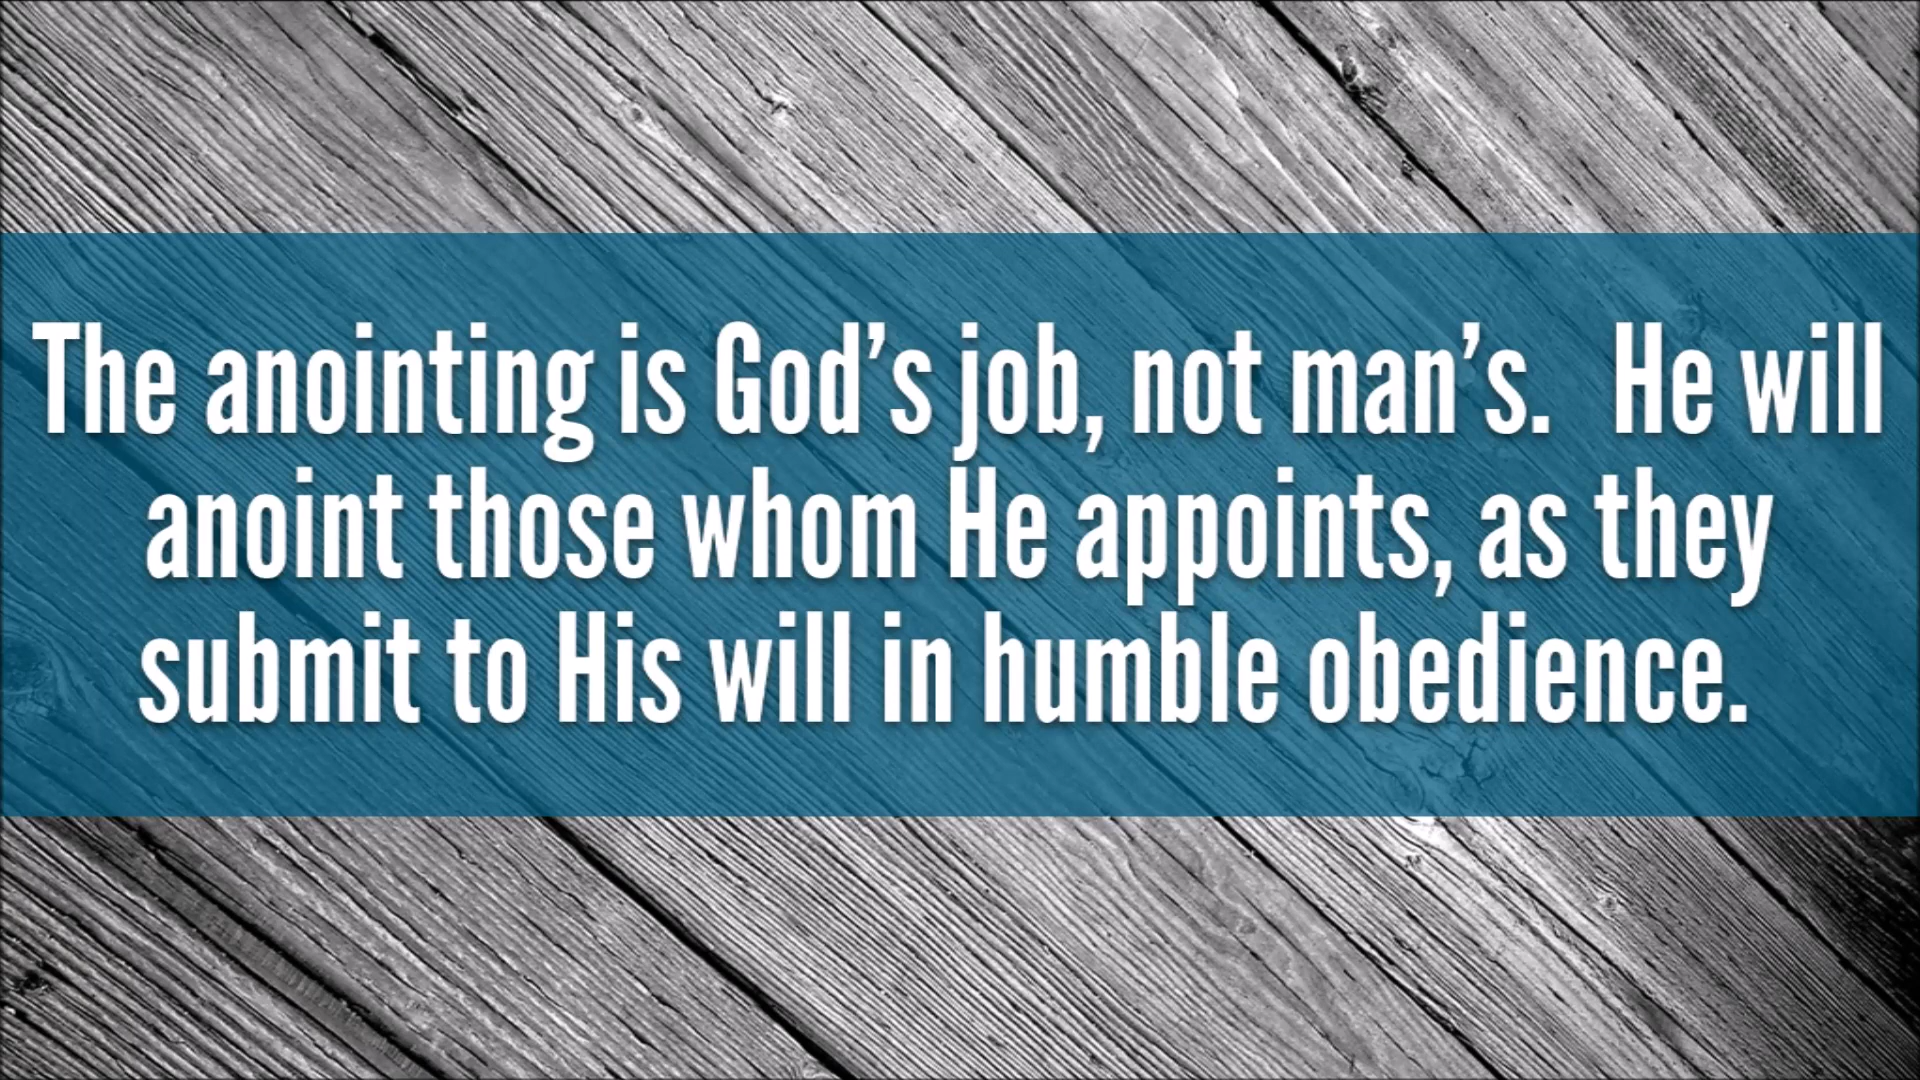 The anointing is God’s job, not man’s.   He will
anoint those whom He appoints, as they
submit to His will in humble obedience.